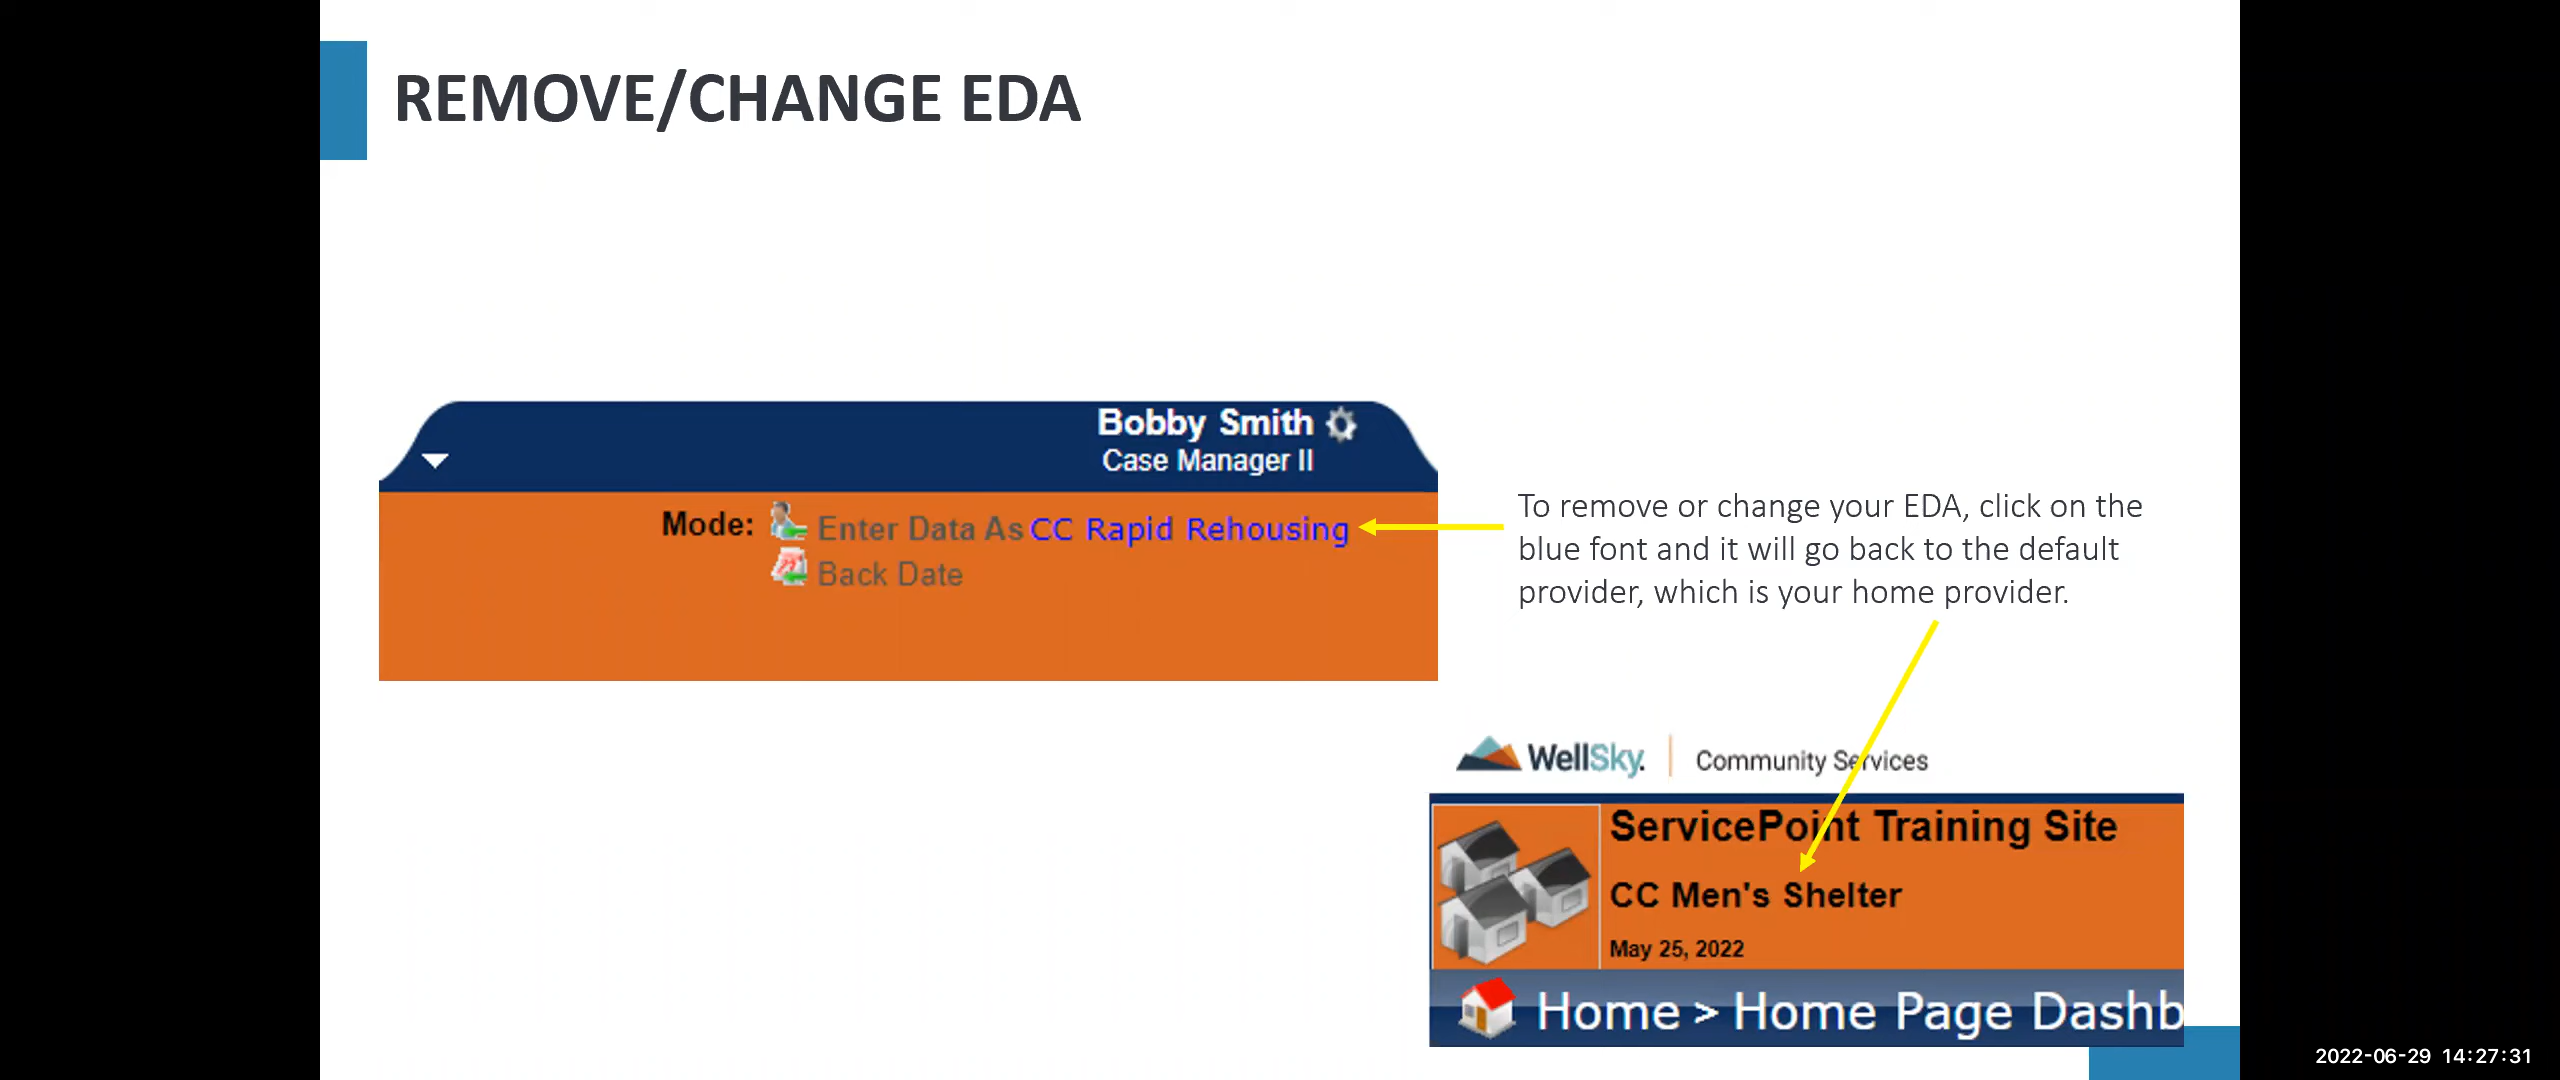 REMOVE/CHANGE EDA
Bobby Smith
Case Manager II
Mode: Enter Data As CC Rapid Rehousing
Back Date
To remove or change your EDA, click on the
blue font and it will go back to the default
provider, which is your home provider.
WellSky. Community Services
ServicePoint Training Site
CC Men's Shelter
May 25, 2022
Home > Home Page Dashb
2022-06-29 14:27:31